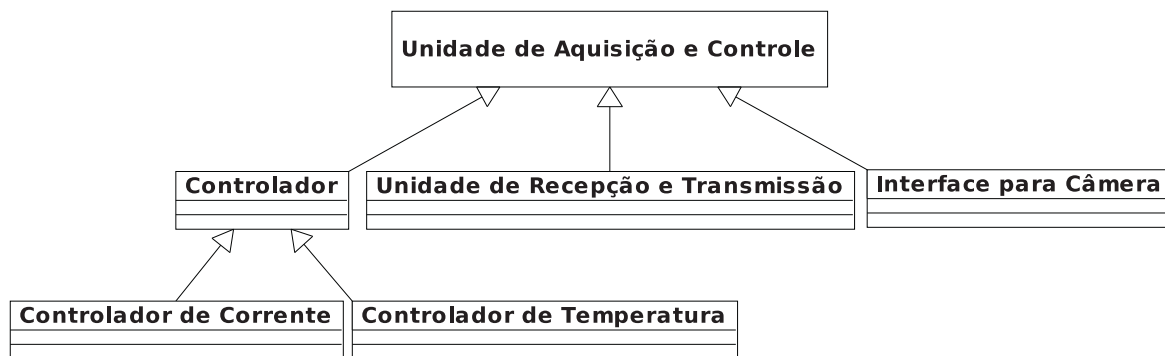 Unidade de Aquisição e Controle
Controlador
Unidade de Recepção e Transmissão
Interface para Câmera
Controlador de Corrente
Controlador de Temperatura